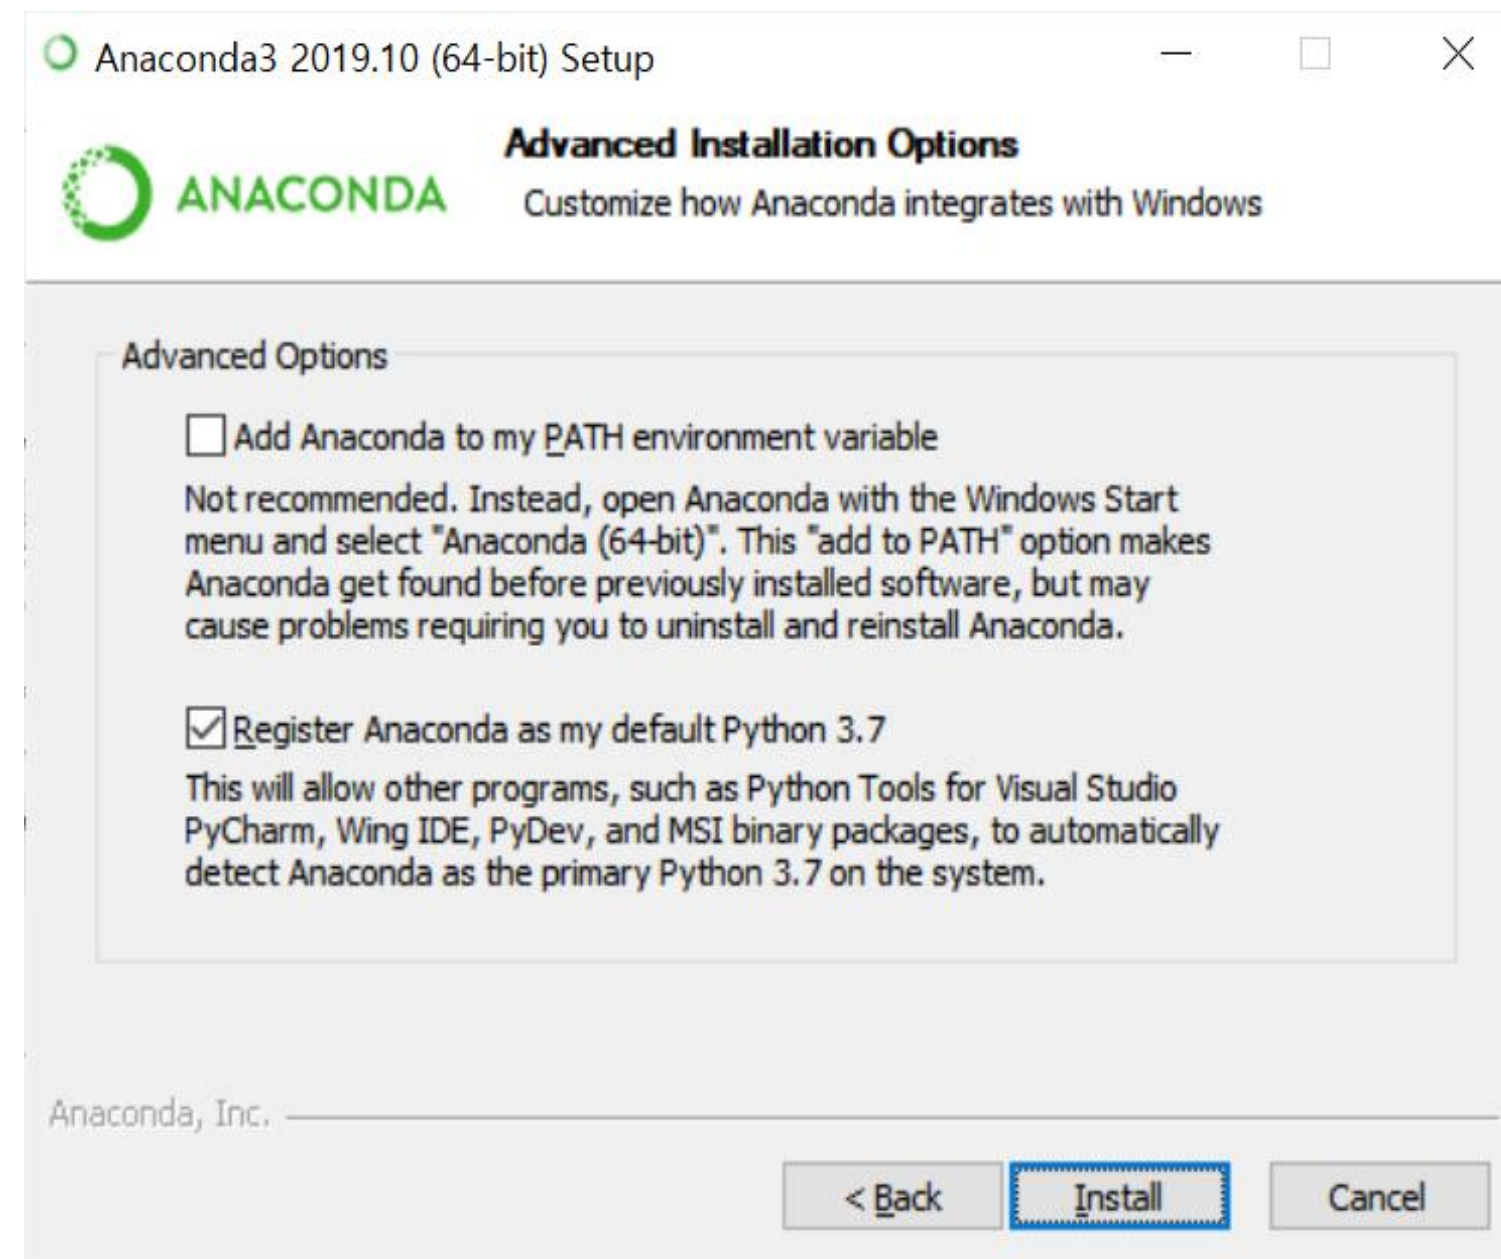 Anaconda3 2019.10 (64-bit) Setup
ANACONDA
Advanced Installation Options
Customize how Anaconda integrates with Windows
Advanced Options
Add Anaconda to my PATH environment variable
Not recommended. Instead, open Anaconda with the Windows Start
menu and select "Anaconda (64-bit)". This "add to PATH" option makes
Anaconda get found before previously installed software, but may
cause problems requiring you to uninstall and reinstall Anaconda.
Register Anaconda as my default Python 3.7
This will allow other programs, such as Python Tools for Visual Studio
PyCharm, Wing IDE, PyDev, and MSI binary packages, to automatically
detect Anaconda as the primary Python 3.7 on the system.
Anaconda, Inc.
< Back Install Cancel